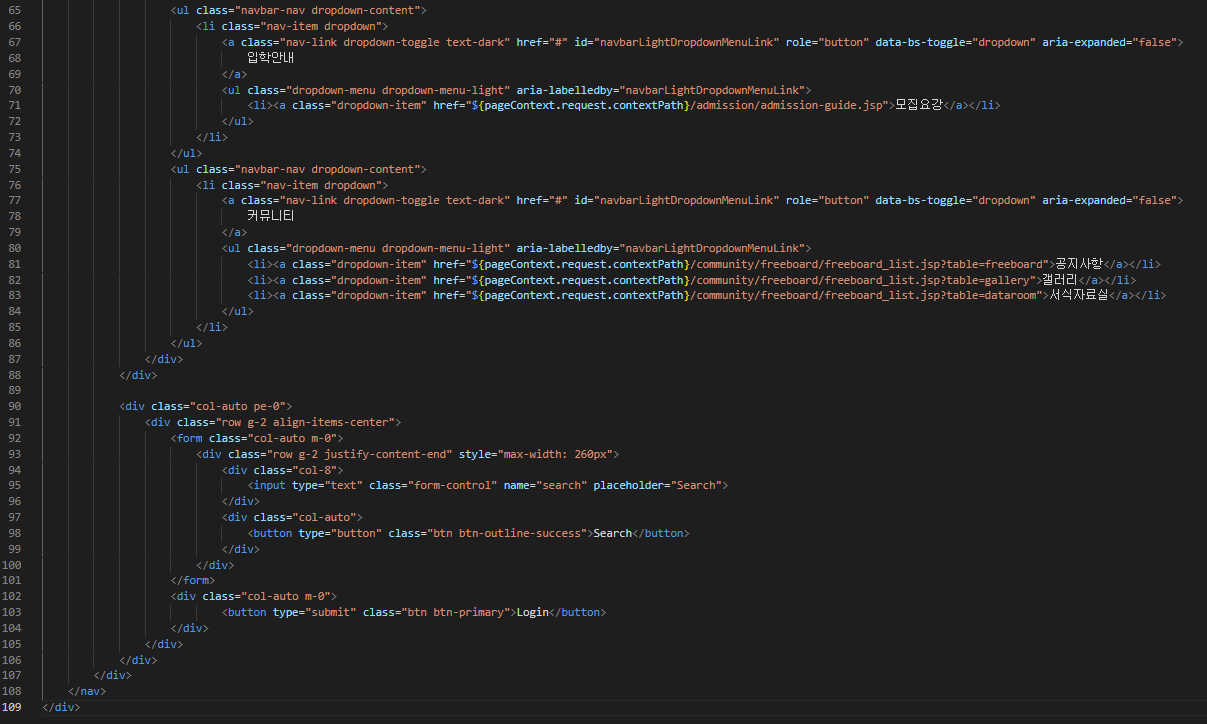 65 <ul class="navbar-nav dropdown-content">
66 <li class="nav-item dropdown">
67 <a class="nav-link dropdown-toggle text-dark" href="#" id="navbarLightDropdownMenuLink" role="button" data-bs-toggle="dropdown" aria-expanded="false">
68 입학안내
69 </a>
70 <ul class="dropdown-menu dropdown-menu-light" aria-labelledby="navbarLightDropdownMenuLink">
71 <li><a class="dropdown-item" href="${pageContext.request.contextPath}/admission/admission-guide.jsp">모집요강</a></li>
72 </ul>
73 </li>
74 </ul>
75 <ul class="navbar-nav dropdown-content">
76 <li class="nav-item dropdown">
77 <a class="nav-link dropdown-toggle text-dark" href="#" id="navbarLightDropdownMenuLink" role="button" data-bs-toggle="dropdown" aria-expanded="false">
78 커뮤니티
79 </a>
80 <ul class="dropdown-menu dropdown-menu-light" aria-labelledby="navbarLightDropdownMenuLink">
81 <li><a class="dropdown-item" href="${pageContext.request.contextPath}/community/freeboard/freeboard_list.jsp?table=freeboard">공지사항</a></li>
82 <li><a class="dropdown-item" href="${pageContext.request.contextPath}/community/freeboard/freeboard_list.jsp?table=gallery">갤러리</a></li>
83 <li><a class="dropdown-item" href="${pageContext.request.contextPath}/community/freeboard/freeboard_list.jsp?table=dataroom">서식자료실</a></li>
84 </ul>
85 </li>
86 </ul>
87 </div>
88 </div>
89
90 <div class="col-auto pe-0">
91 <div class="row g-2 align-items-center">
92 <form class="col-auto m-0">
93 <div class="row g-2 justify-content-end" style="max-width: 260px">
94 <div class="col-8">
95 <input type="text" class="form-control" name="search" placeholder="Search">
96 </div>
97 <div class="col-auto">
98 <button type="button" class="btn btn-outline-success">Search</button>
99 </div>
100 </div>
101 </form>
102 <div class="col-auto m-0">
103 <button type="submit" class="btn btn-primary">Login</button>
104 </div>
105 </div>
106 </div>
107 </div>
108 </nav>
109 </div>